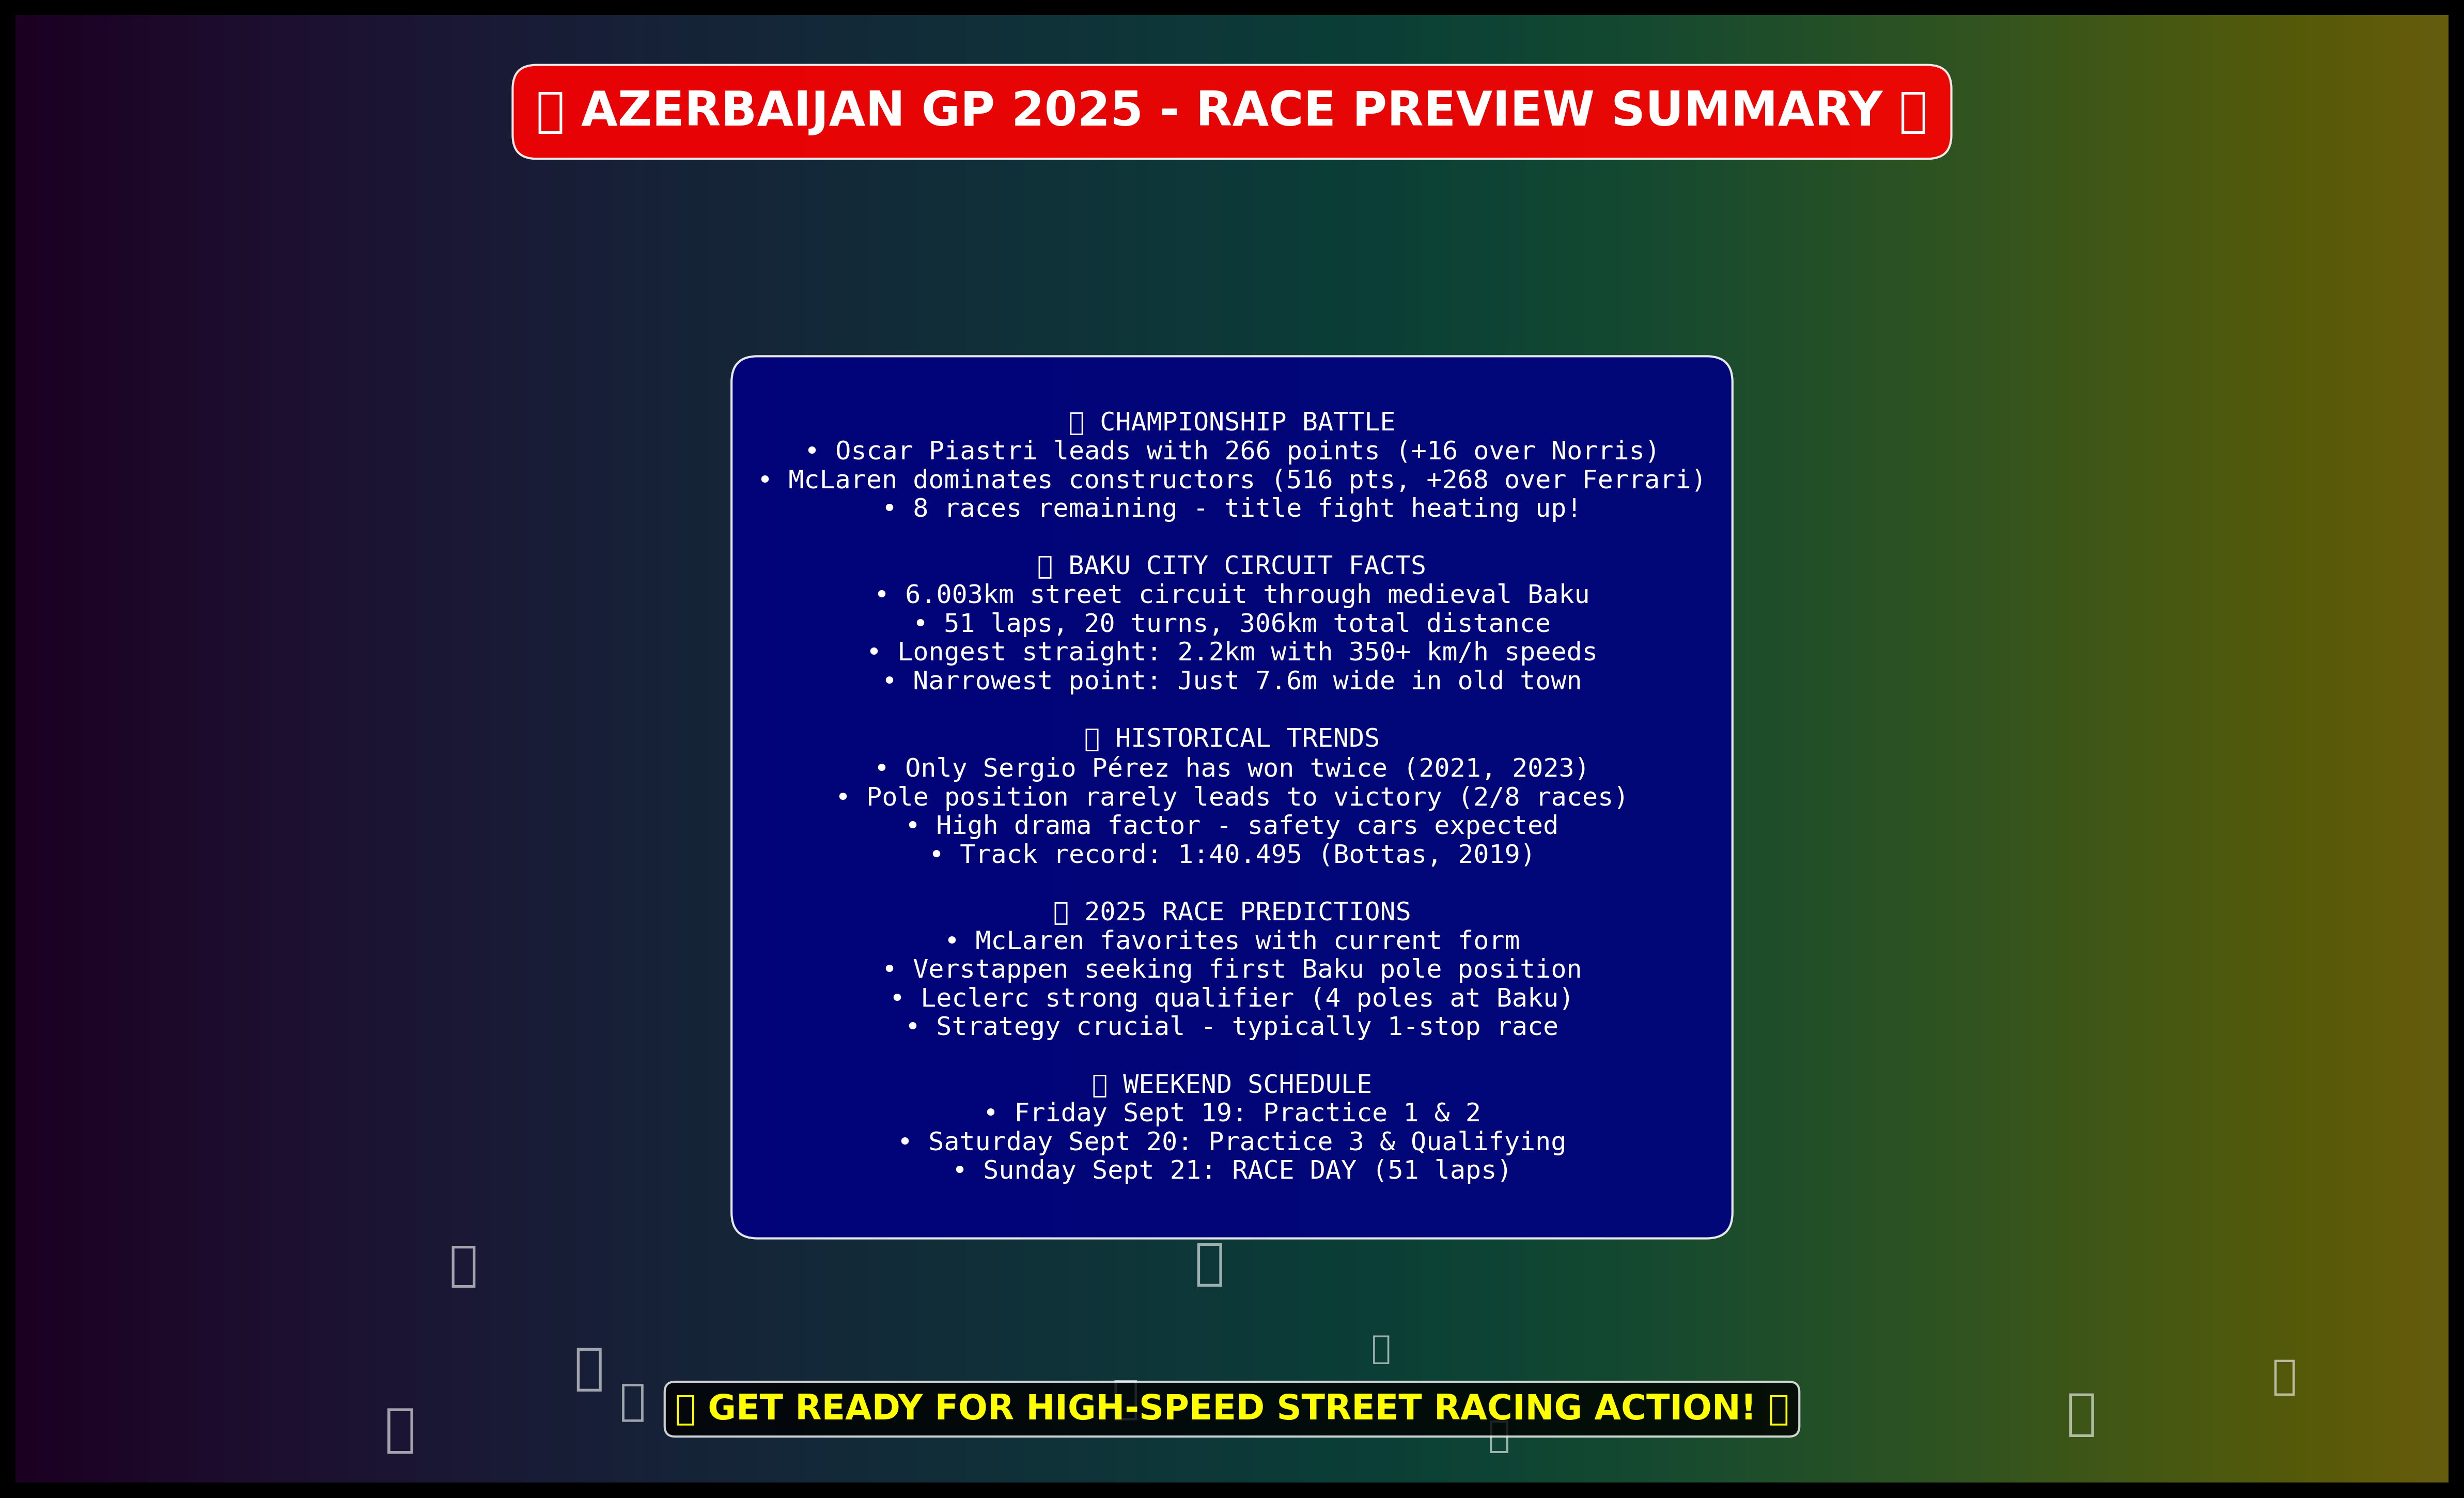 AZERBAIJAN GP 2025 - RACE PREVIEW SUMMARY
CHAMPIONSHIP BATTLE
• Oscar Piastri leads with 266 points (+16 over Norris)
• McLaren dominates constructors (516 pts, +268 over Ferrari)
• 8 races remaining - title fight heating up!
BAKU CITY CIRCUIT FACTS
• 6.003km street circuit through medieval Baku
• 51 laps, 20 turns, 306km total distance
• Longest straight: 2.2km with 350+ km/h speeds
• Narrowest point: Just 7.6m wide in old town
HISTORICAL TRENDS
• Only Sergio Pérez has won twice (2021, 2023)
• Pole position rarely leads to victory (2/8 races)
• High drama factor - safety cars expected
• Track record: 1:40.495 (Bottas, 2019)
2025 RACE PREDICTIONS
• McLaren favorites with current form
• Verstappen seeking first Baku pole position
• Leclerc strong qualifier (4 poles at Baku)
• Strategy crucial - typically 1-stop race
WEEKEND SCHEDULE
• Friday Sept 19: Practice 1 & 2
• Saturday Sept 20: Practice 3 & Qualifying
• Sunday Sept 21: RACE DAY (51 laps)
GET READY FOR HIGH-SPEED STREET RACING ACTION!